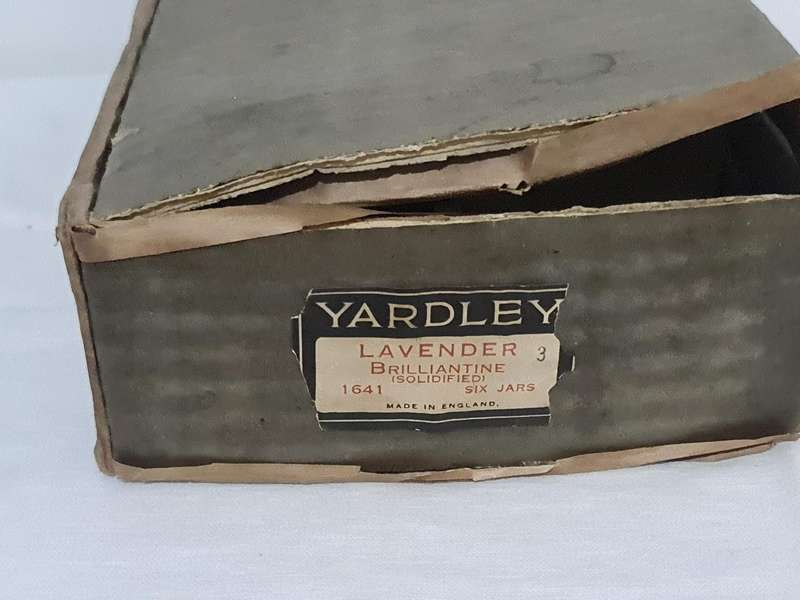 YARDLEY
LAVENDER 3
BRILLIANTINE
(SOLIDIFIED)
1641 SIX JARS
MADE IN ENGLAND.